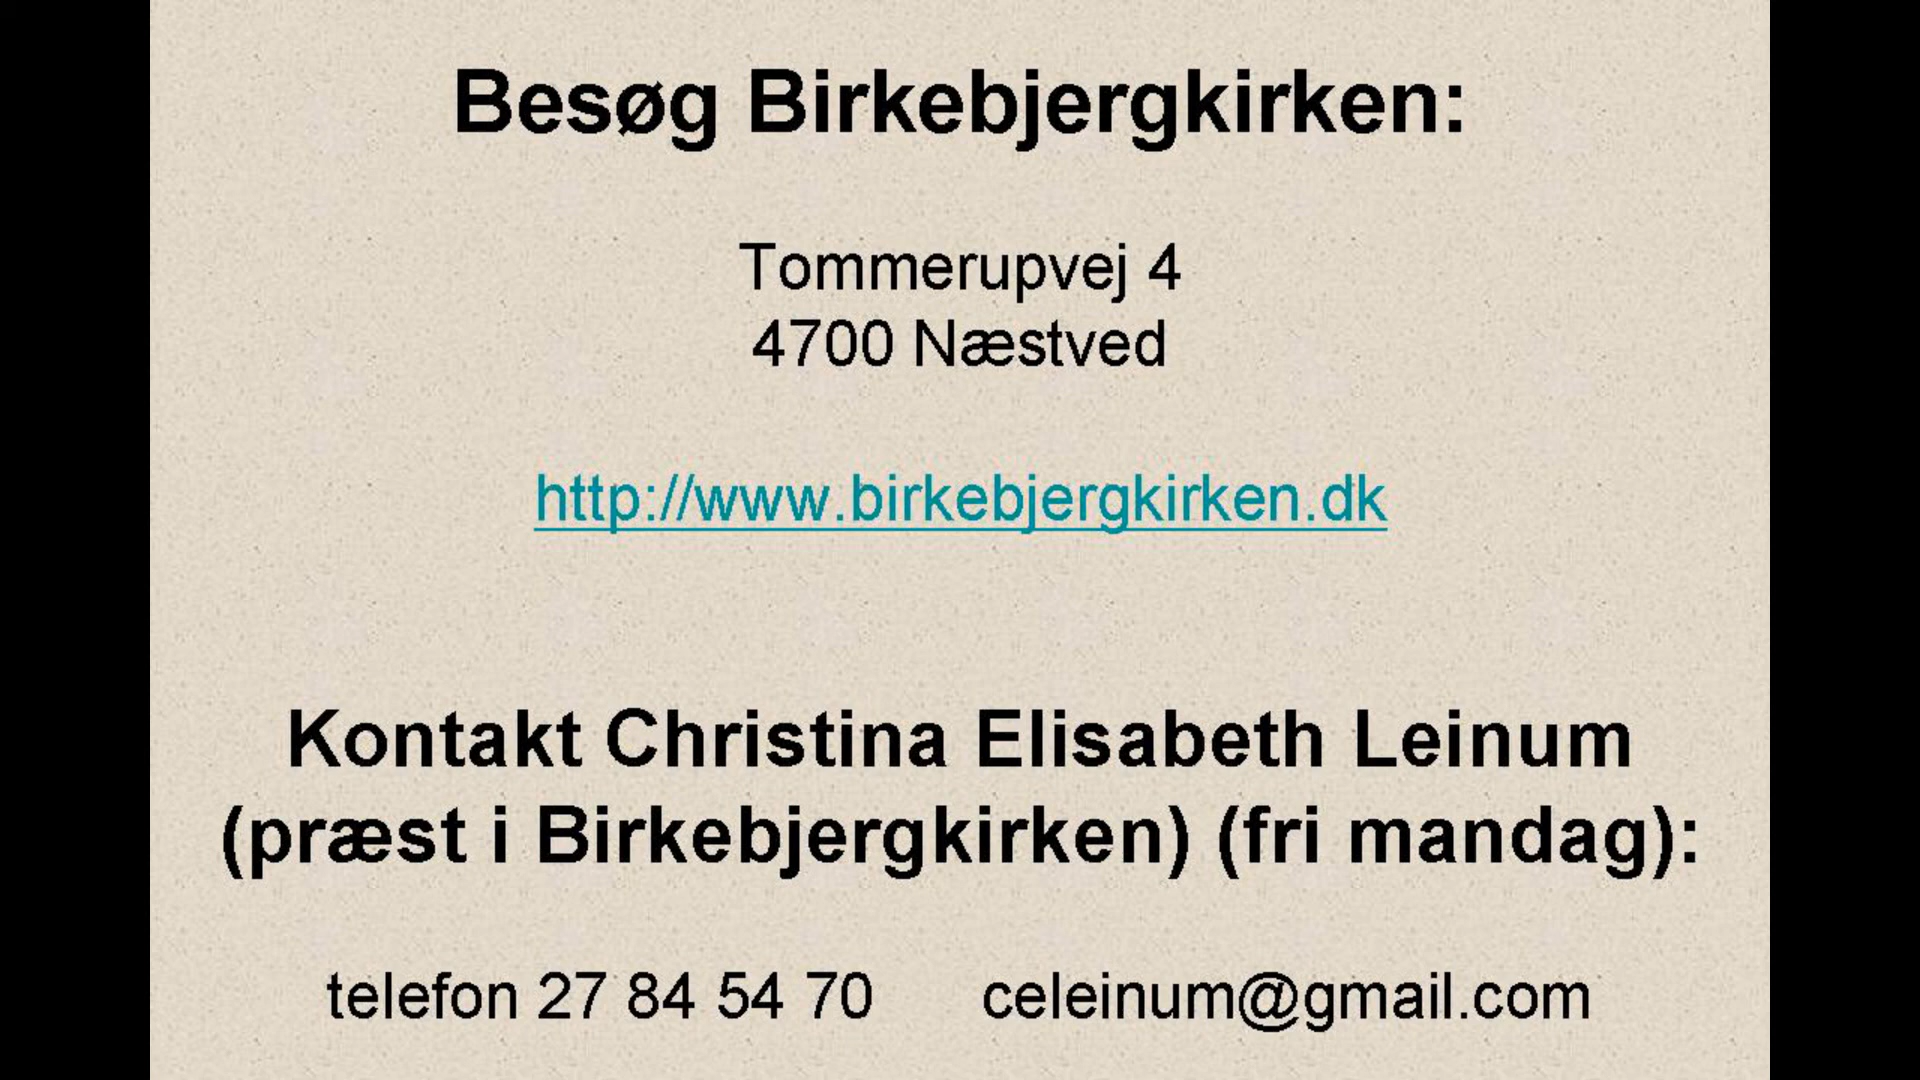 Besøg Birkebjergkirken:
Tommerupvej 4
4700 Næstved
http://www.birkebjergkirken.dk
Kontakt Christina Elisabeth Leinum
(præst i Birkebjergkirken) (fri mandag):
telefon 27 84 54 70 celeinum@gmail.com